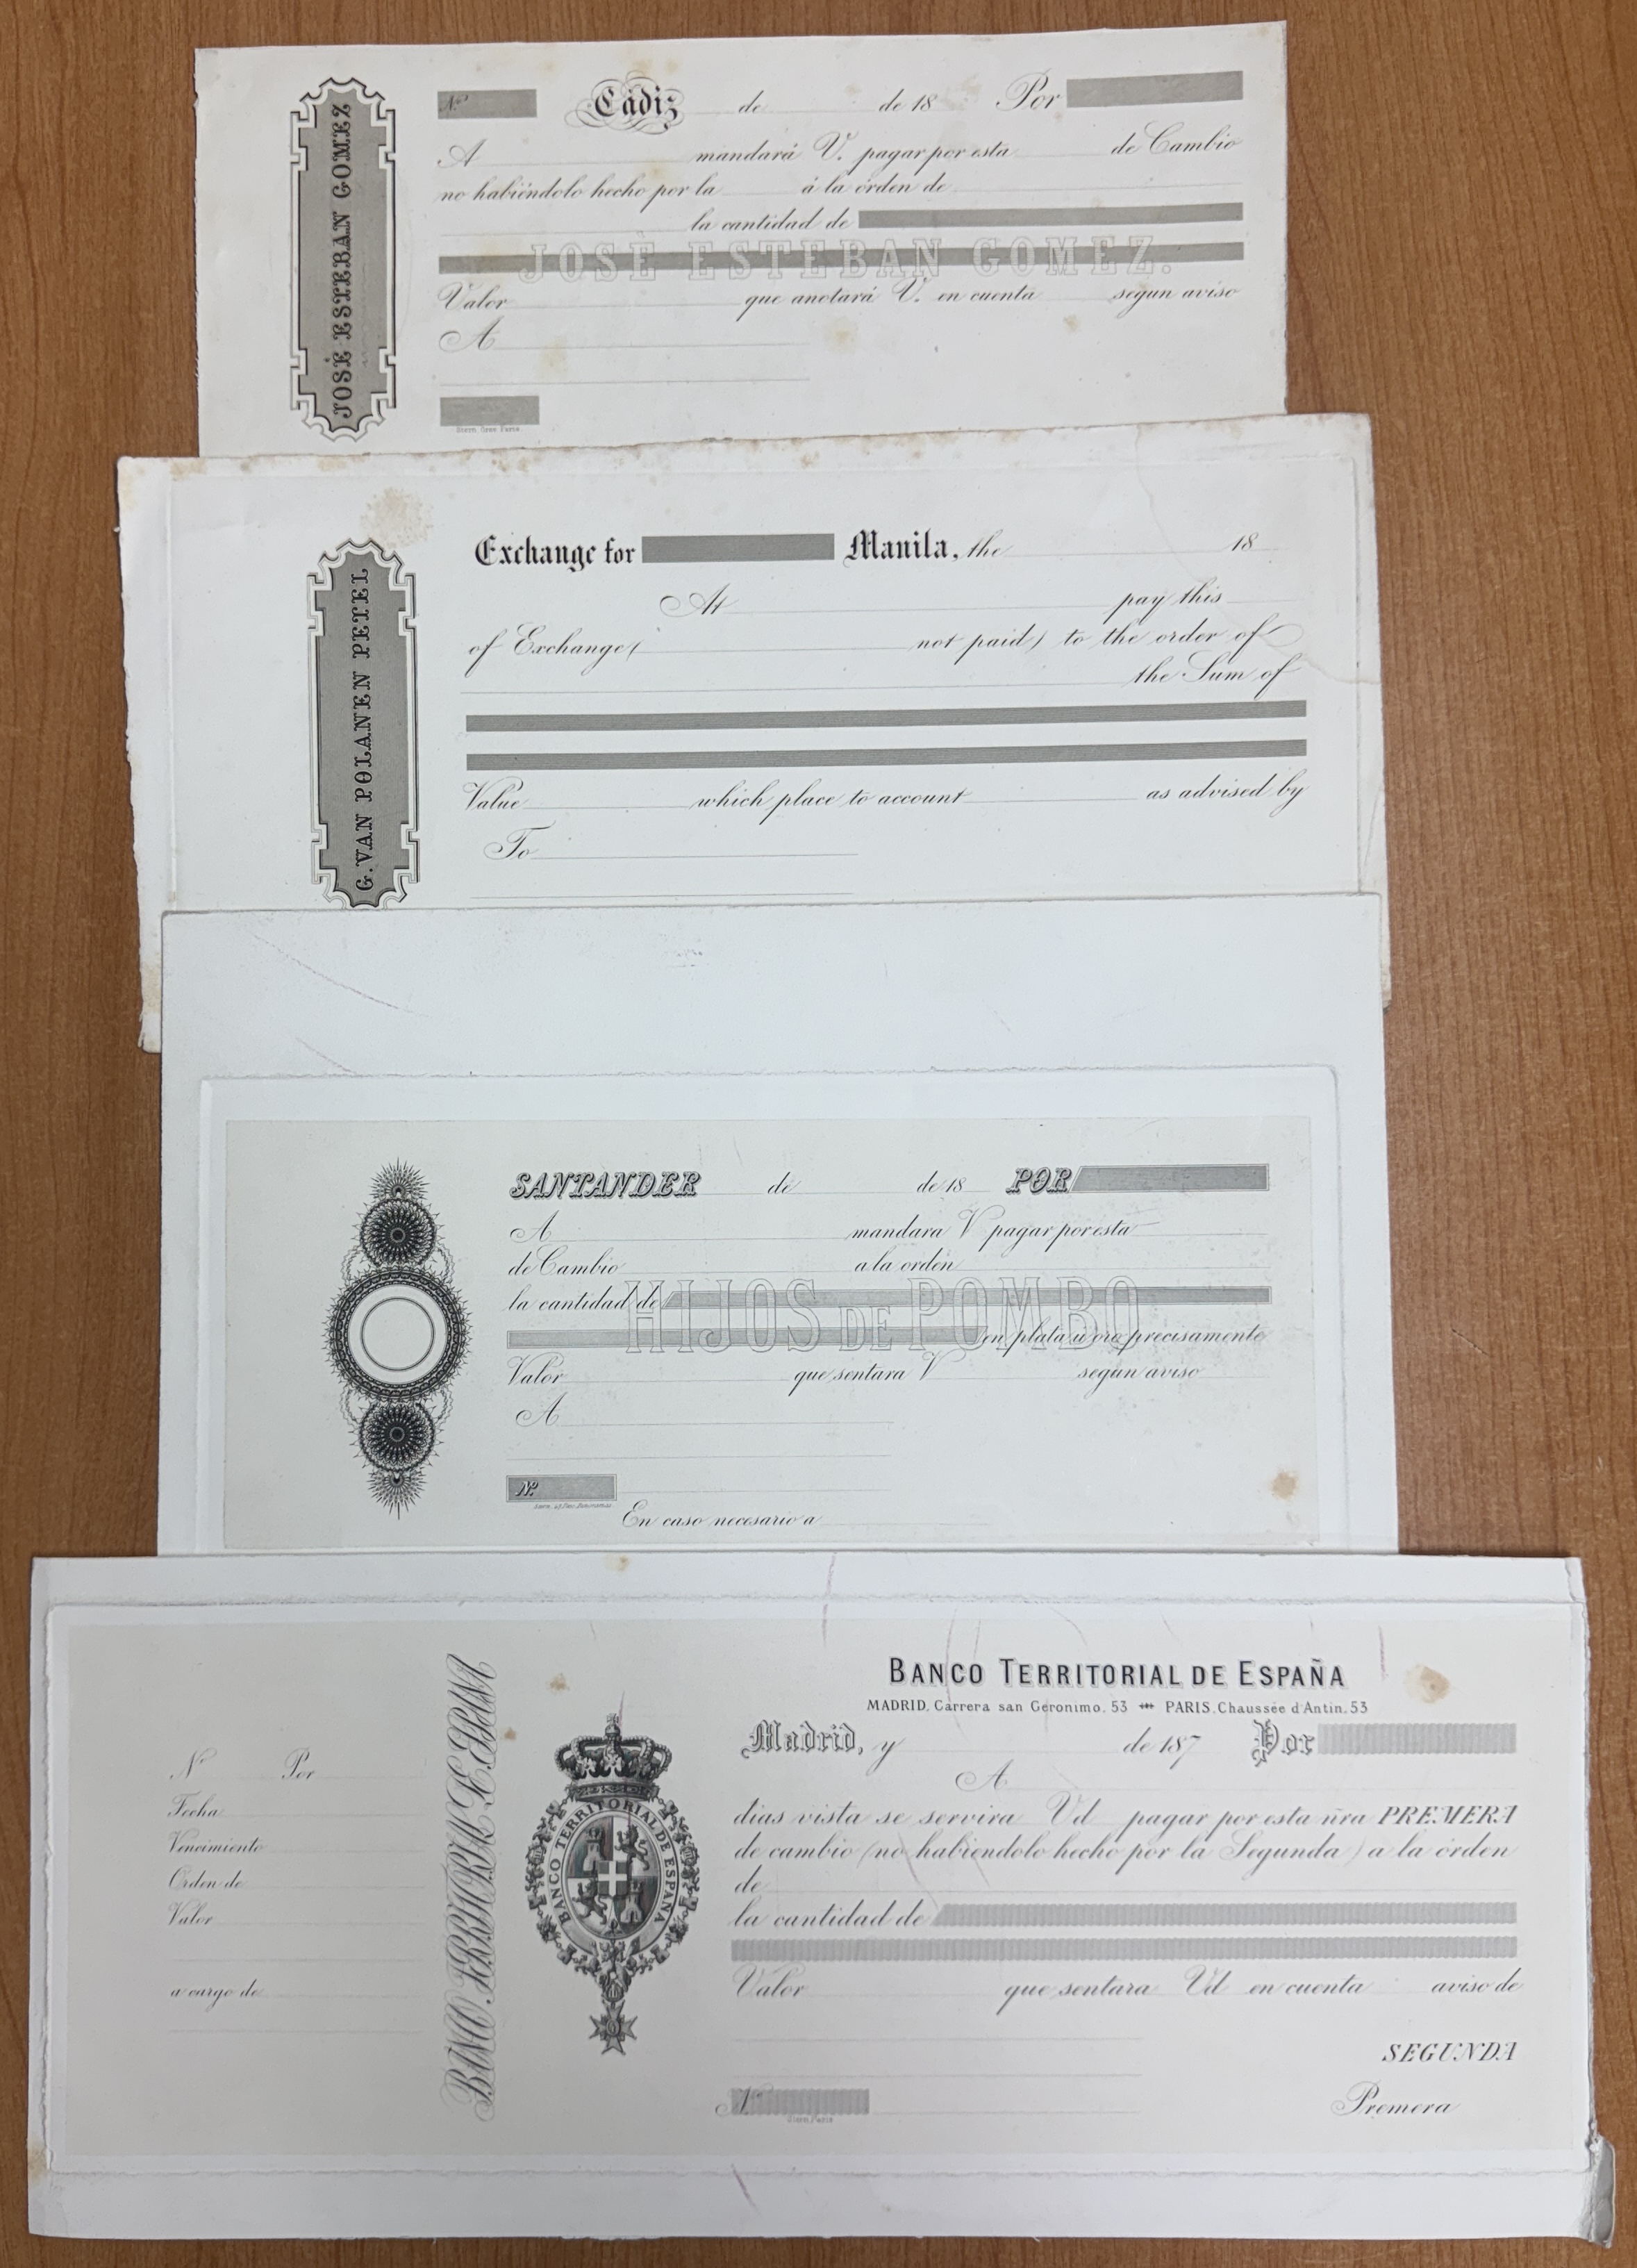 JOSÈ ESTEBAN GOMEZ
Nº Cádiz de de 18 Por
A mandará V. pagar por esta de Cambio
no habiéndolo hecho por la á la órden de
la cantidad de
JOSÈ ESTEBAN GOMEZ.
Valor que anotará V. en cuenta segun aviso
A
Stern Grav Paris.
G. VAN POLANEN PETEL
Exchange for Manila, the 18
At pay this
of Exchange ( not paid) to the order of
the Sum of
Value which place to account as advised by
To
SANTANDER de de 18 POR
A mandara V pagar por esta
de Cambio a la orden
la cantidad de
HIJOS DE POMBO
en plata u oro precisamente
Valor que sentara V segun aviso
A
Nº
En caso necesario a
BANCO TERRITORIAL DE ESPAÑA
MADRID, Carrera san Geronimo, 53 PARIS, Chaussée d'Antin, 53
Madrid, y de 187 Por
A
dias vista se servira Vd pagar por esta ñra PREMERA
de cambio (no habiendolo hecho por la Segunda) a la órden
de
la cantidad de
Valor que sentara Vd en cuenta aviso de
SEGUNDA
Premera
Nº
Stern, Paris
BANCO TERRITORIAL DE ESPAÑA
Nº Por
Fecha
Vencimiento
Orden de
Valor
a cargo de